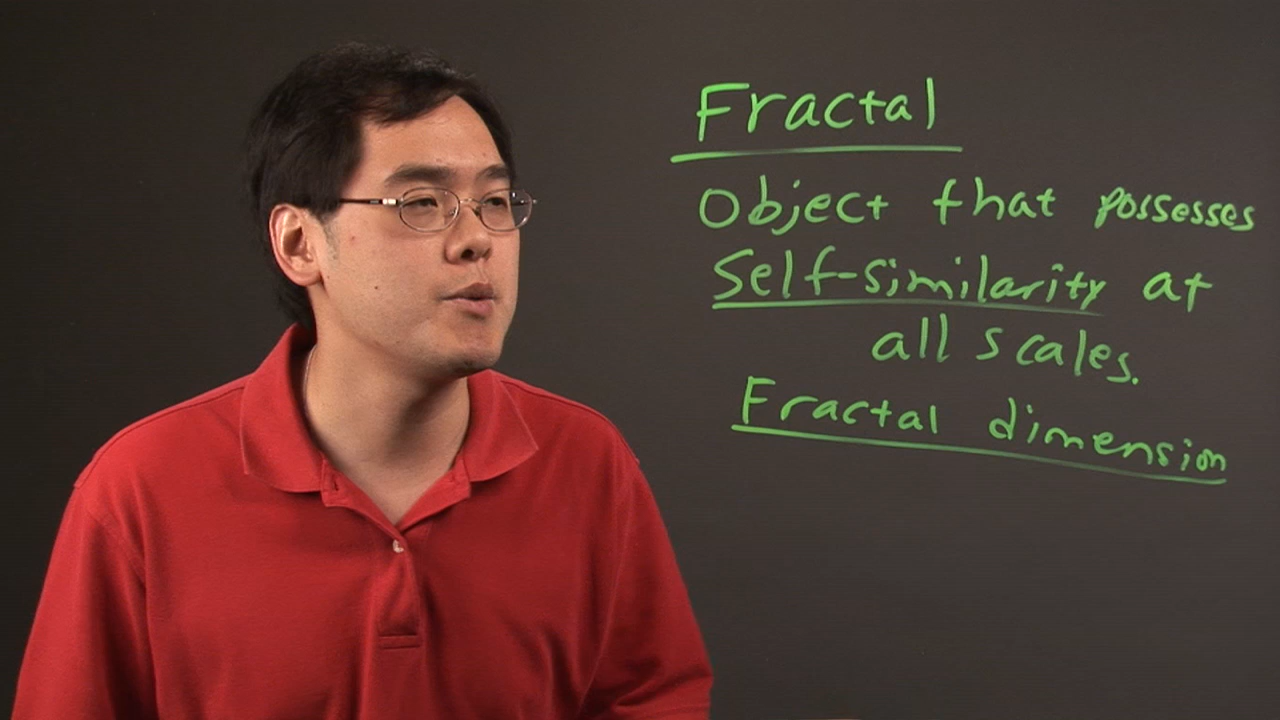 Fractal
Object that possesses
Self-similarity at
all scales.
Fractal dimension